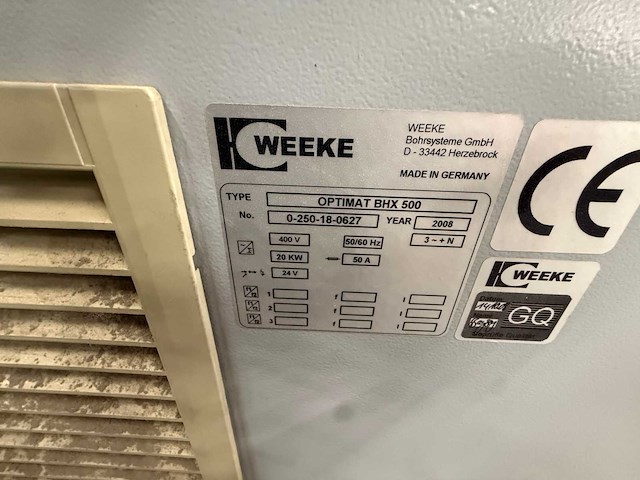 WEEKE
WEEKE
Bohrsysteme GmbH
D - 33442 Herzebrock
MADE IN GERMANY
TYPE OPTIMAT BHX 500
No. 0-250-18-0627 YEAR 2008
400 V 50/60 Hz 3 ~ + N
20 KW 50 A
24 V
1 f f
2 f f
3 f f
CE
WEEKE
GQ